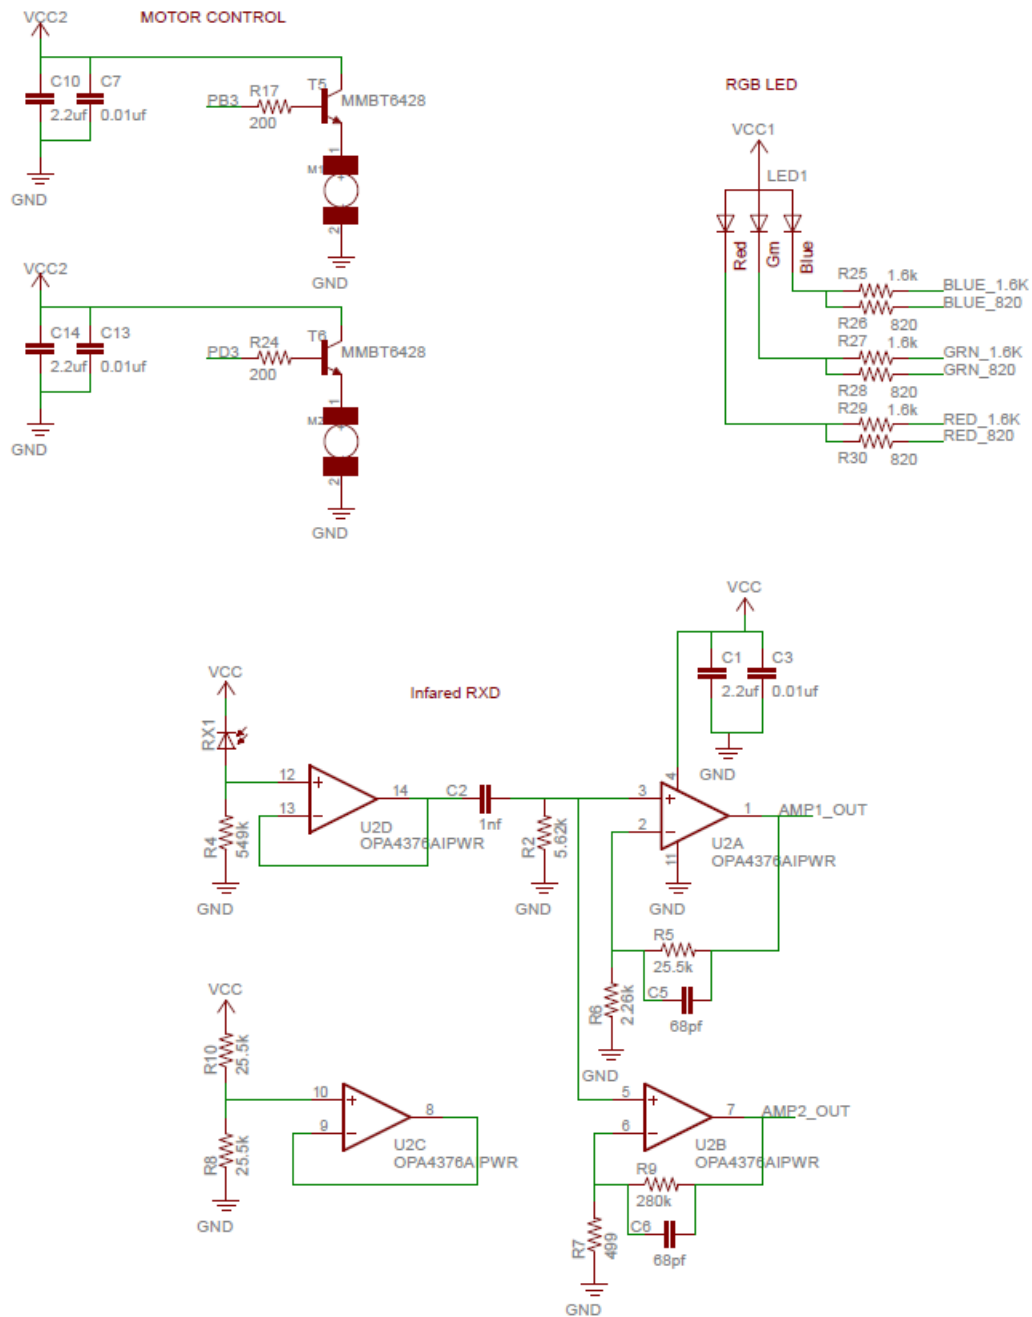 VCC2
MOTOR CONTROL
C10
C7
2.2uf
0.01uf
PB3
R17
200
T5
MMBT6428
1
M1
+
2
GND
GND
VCC2
C14
C13
2.2uf
0.01uf
PD3
R24
200
T6
MMBT6428
1
M2
2
GND
GND
RGB LED
VCC1
LED1
Red
Grn
Blue
R25
1.6k
BLUE_1.6K
BLUE_820
R26
820
R27
1.6k
GRN_1.6K
GRN_820
R28
820
R29
1.6k
RED_1.6K
RED_820
R30
820
Infared RXD
VCC
RX1
R4
549k
GND
12
+
13
−
14
U2D
OPA4376AIPWR
C2
1nf
R2
5.62k
GND
VCC
C1
C3
2.2uf
0.01uf
GND
4
3
+
2
−
1
AMP1_OUT
U2A
OPA4376AIPWR
11
GND
R5
25.5k
C5
68pf
R6
2.26k
GND
VCC
R10
25.5k
R8
25.5k
GND
10
+
9
−
8
U2C
OPA4376AIPWR
5
+
6
−
7
AMP2_OUT
U2B
OPA4376AIPWR
R9
280k
C6
68pf
R7
499
GND